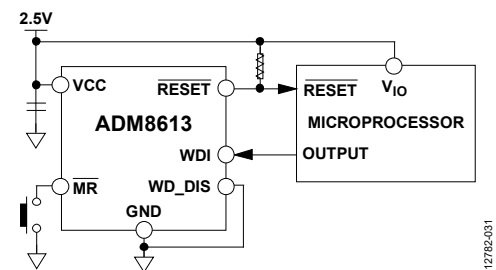 2.5V
VCC
RESET
RESET
VIO
ADM8613
MICROPROCESSOR
WDI
OUTPUT
MR
WD_DIS
GND
12782-031